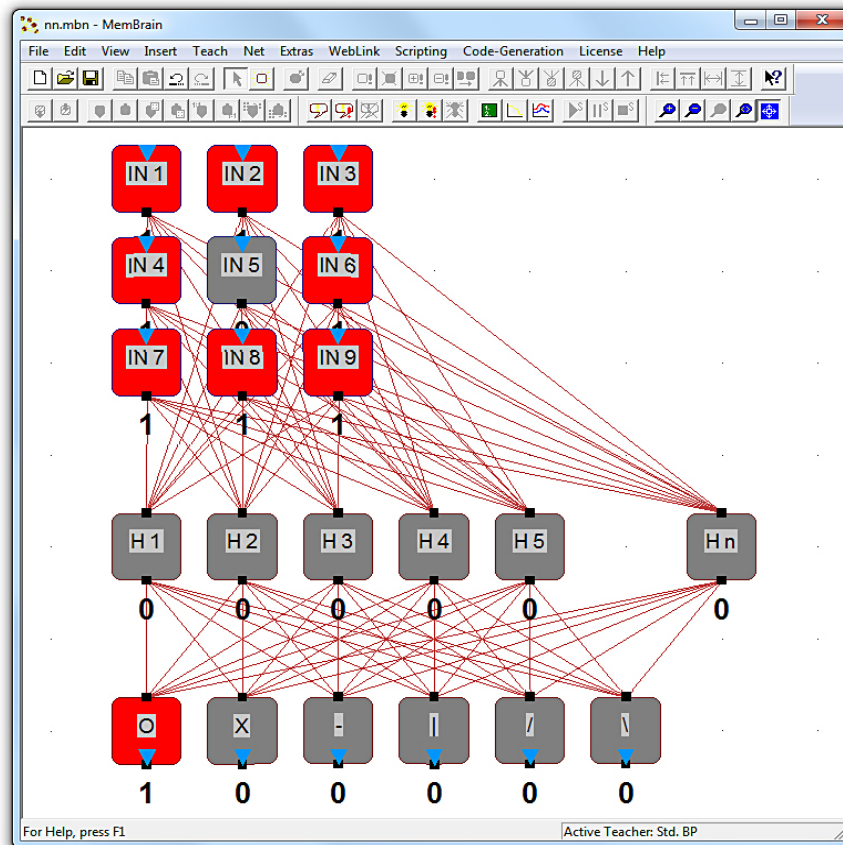 nn.mbn - MemBrain
File Edit View Insert Teach Net Extras WebLink Scripting Code-Generation License Help
IN 1 IN 2 IN 3
IN 4 IN 5 IN 6
IN 7 IN 8 IN 9
1 1 1
H 1 H 2 H 3 H 4 H 5 H n
0 0 0 0 0 0
O X - | / \
1 0 0 0 0 0
For Help, press F1 Active Teacher: Std. BP